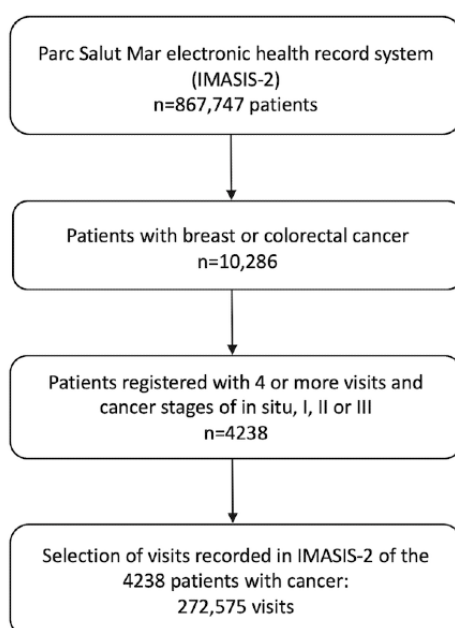 Parc Salut Mar electronic health record system
(IMASIS-2)
n=867,747 patients
Patients with breast or colorectal cancer
n=10,286
Patients registered with 4 or more visits and
cancer stages of in situ, I, II or III
n=4238
Selection of visits recorded in IMASIS-2 of the
4238 patients with cancer:
272,575 visits